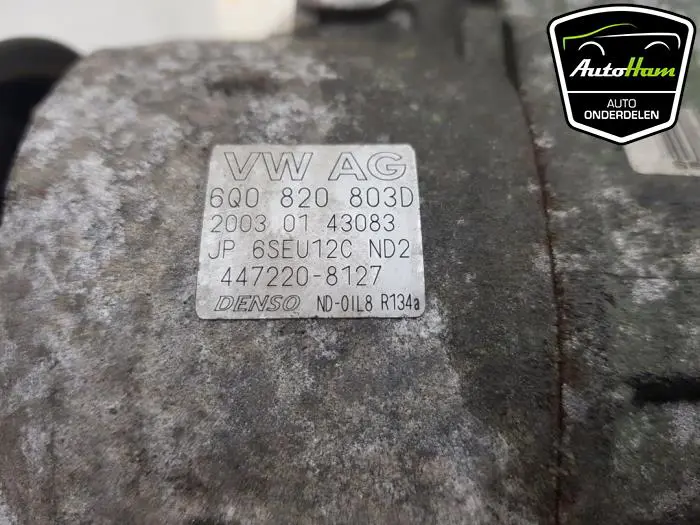 VW AG
6Q0 820 803D
2003 01 43083
JP 6SEU12C ND2
447220-8127
DENSO ND-OIL8 R134a
AutoHam
AUTO
ONDERDELEN